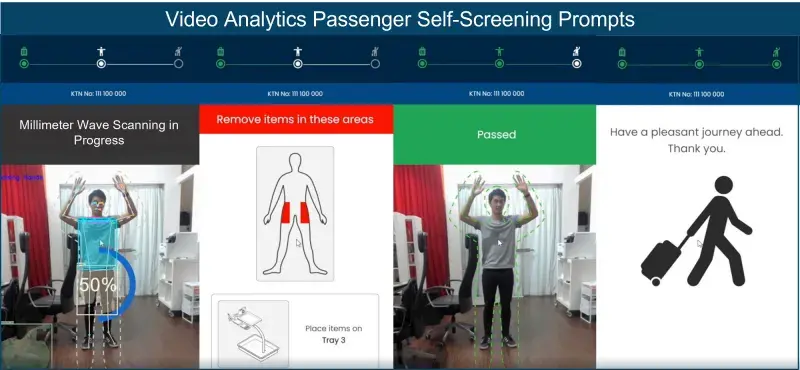 Video Analytics Passenger Self-Screening Prompts
KTN No: 111 100 000
KTN No: 111 100 000
KTN No: 111 100 000
KTN No: 111 100 000
Millimeter Wave Scanning in
Progress
50%
Remove items in these areas
Place items on
Tray 3
Passed
Have a pleasant journey ahead.
Thank you.